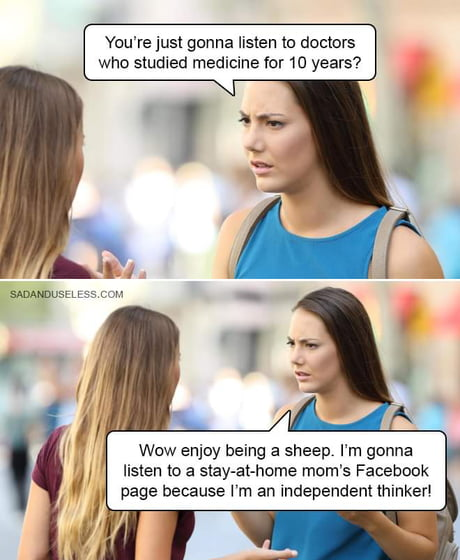 You're just gonna listen to doctors
who studied medicine for 10 years?
SADANDUSELESS.COM
Wow enjoy being a sheep. I'm gonna
listen to a stay-at-home mom's Facebook
page because I'm an independent thinker!